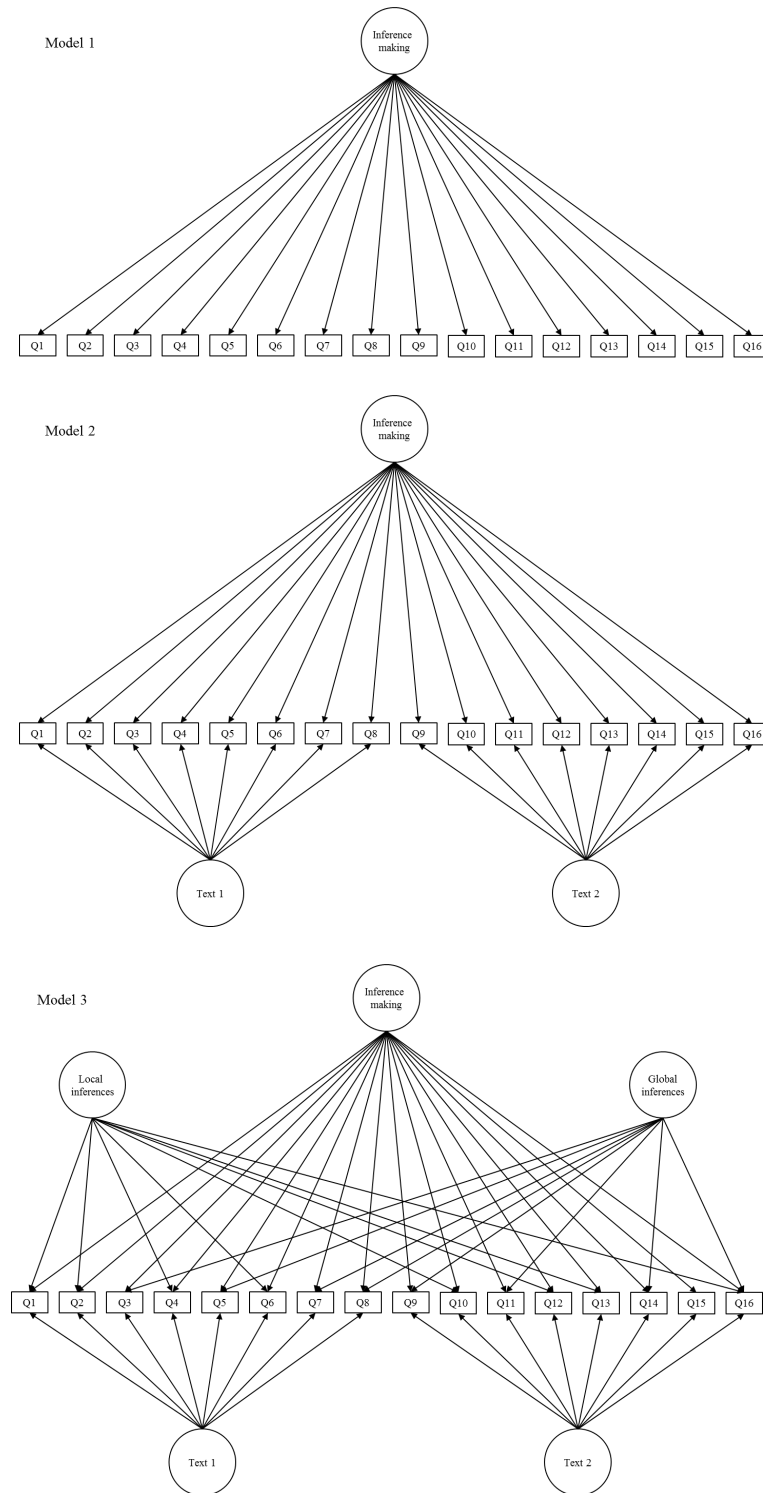 Inference
making
Model 1
Q1 Q2 Q3 Q4 Q5 Q6 Q7 Q8 Q9 Q10 Q11 Q12 Q13 Q14 Q15 Q16
Inference
making
Model 2
Q1 Q2 Q3 Q4 Q5 Q6 Q7 Q8 Q9 Q10 Q11 Q12 Q13 Q14 Q15 Q16
Text 1 Text 2
Inference
making
Model 3
Local
inferences
Global
inferences
Q1 Q2 Q3 Q4 Q5 Q6 Q7 Q8 Q9 Q10 Q11 Q12 Q13 Q14 Q15 Q16
Text 1 Text 2